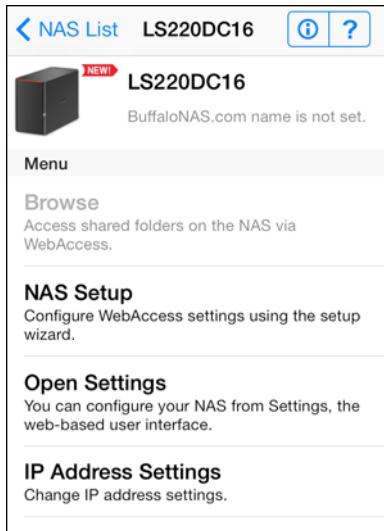 NAS List LS220DC16 ?
NEW!
LS220DC16
BuffaloNAS.com name is not set.
Menu
Browse
Access shared folders on the NAS via
WebAccess.
NAS Setup
Configure WebAccess settings using the setup
wizard.
Open Settings
You can configure your NAS from Settings, the
web-based user interface.
IP Address Settings
Change IP address settings.